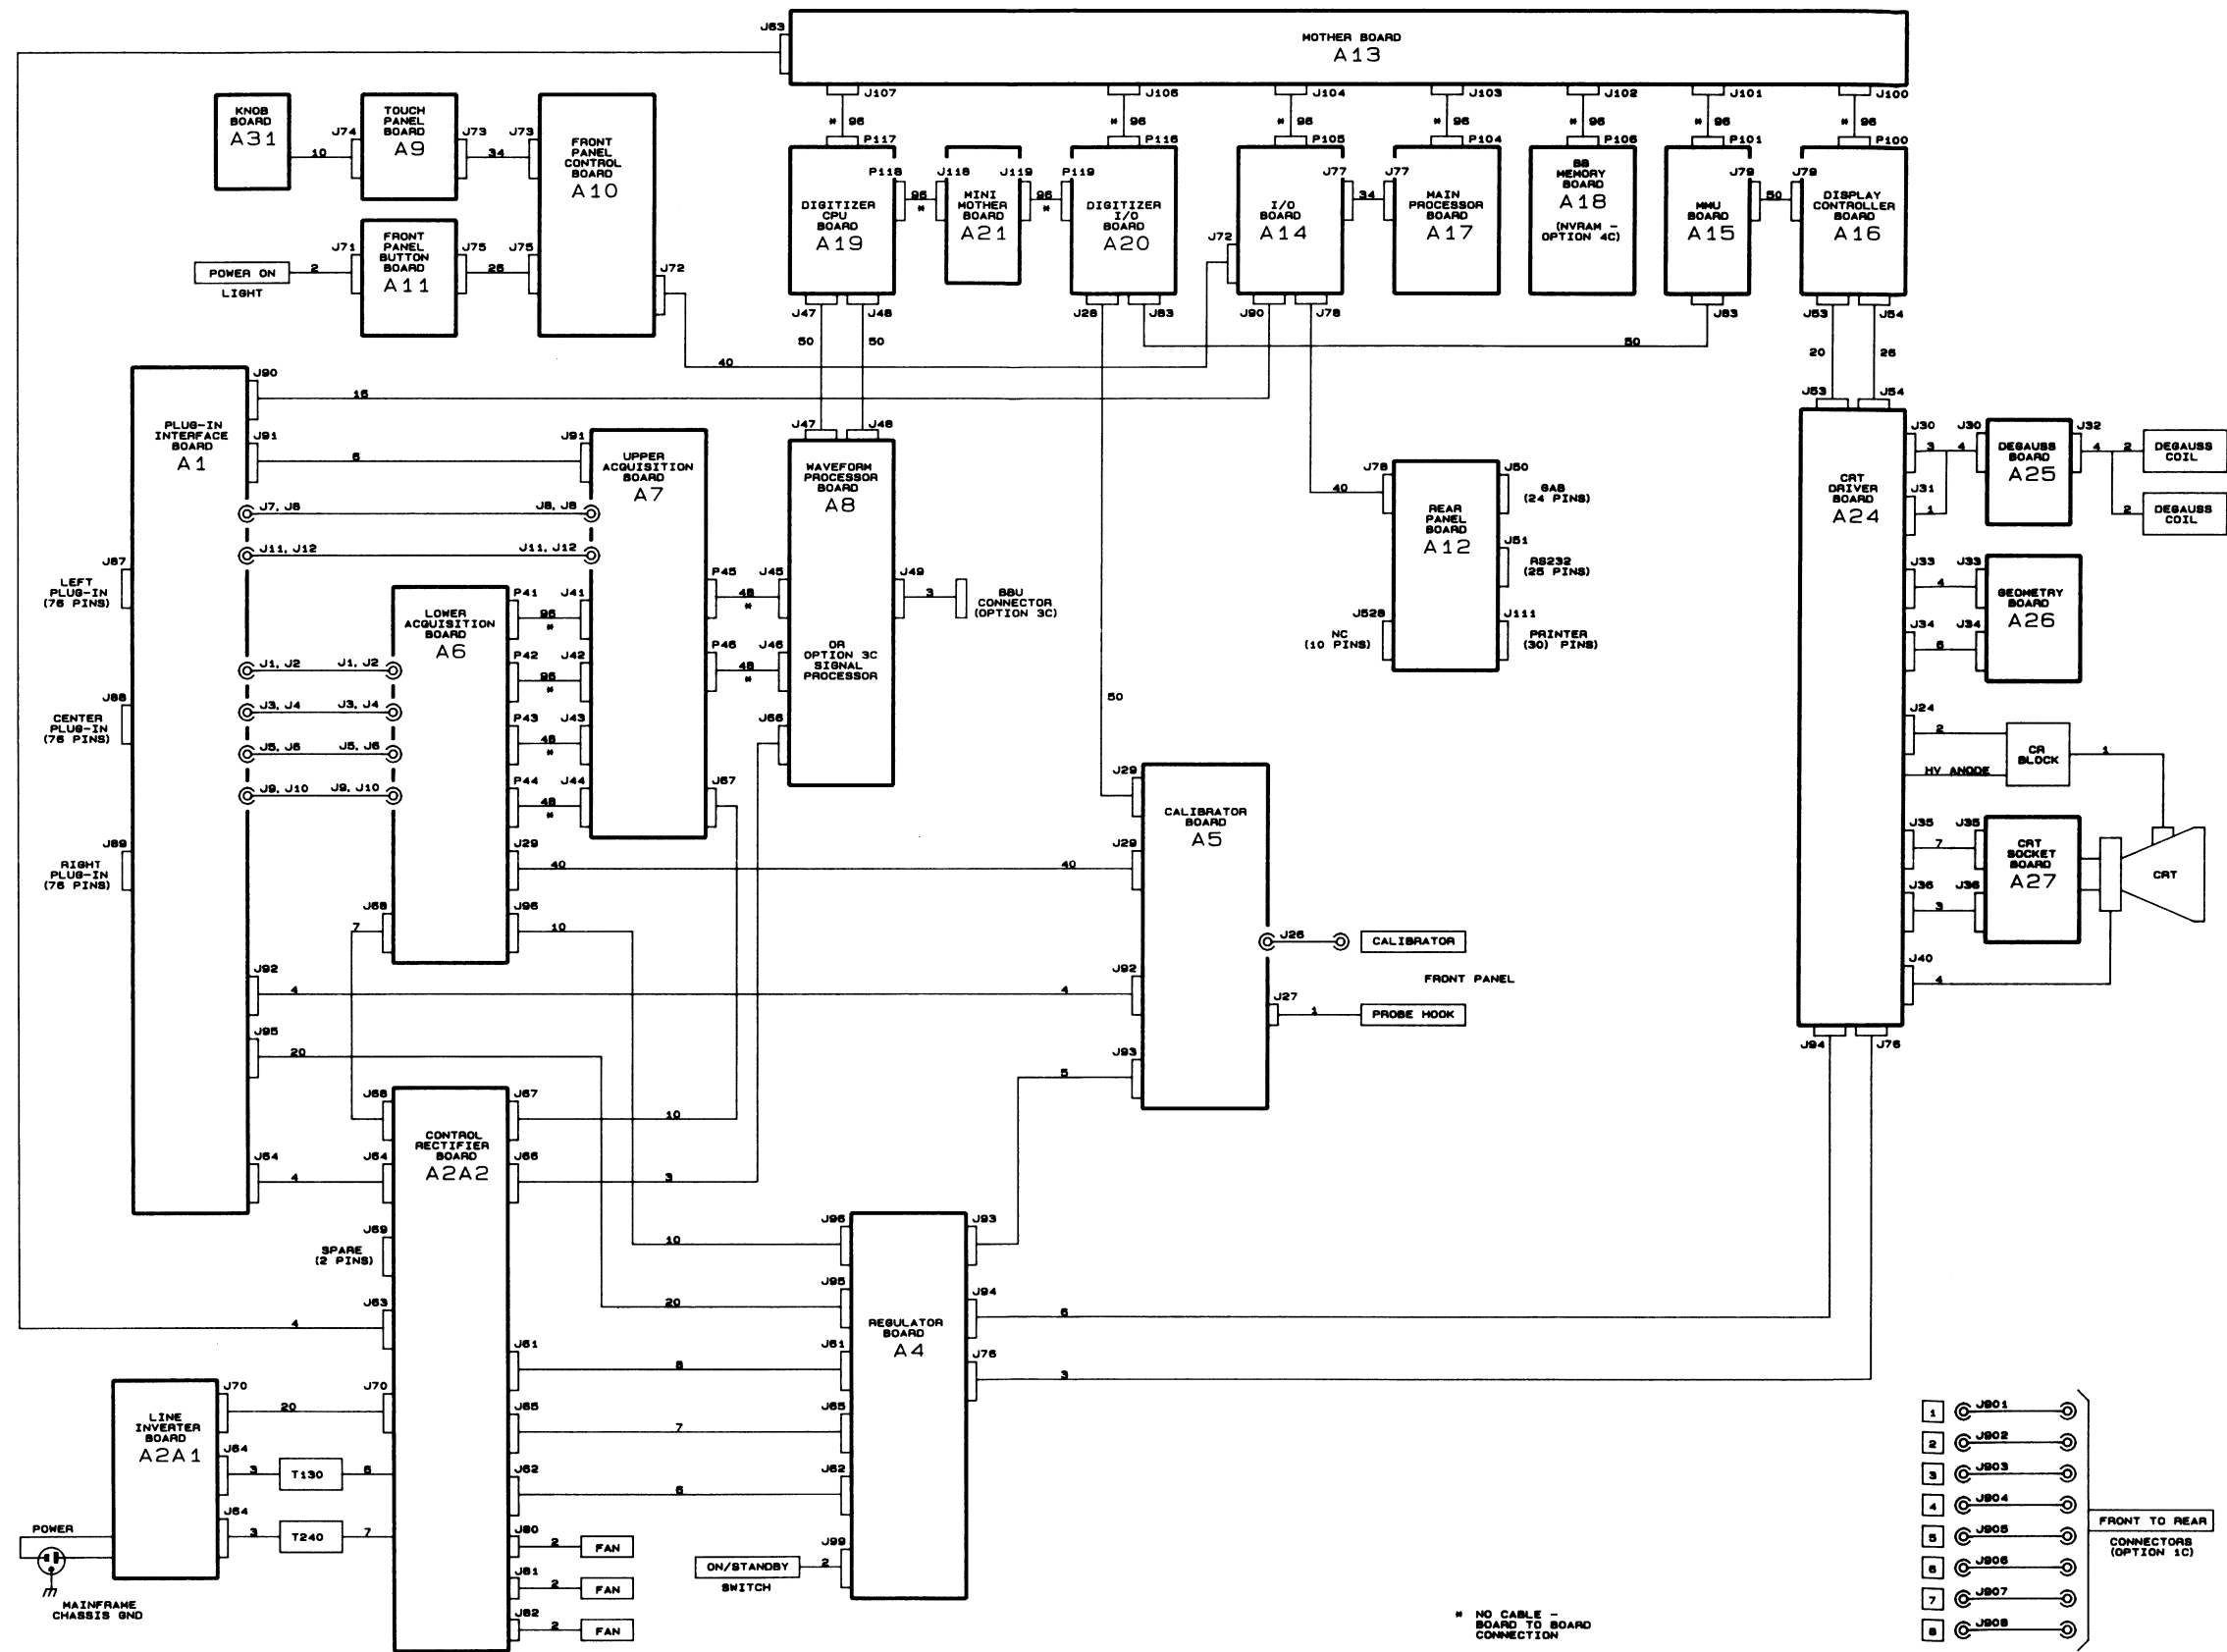 MOTHER BOARD
A13
J63
J107
J105
J104
J103
J102
J101
J100
* 96
* 96
* 96
* 96
* 96
* 96
* 96
P117
P116
P105
P104
P106
P101
P100
KNOB
BOARD
A31
10
J74
TOUCH
PANEL
BOARD
A9
J73
34
J73
FRONT
PANEL
CONTROL
BOARD
A10
POWER ON
LIGHT
2
J71
FRONT
PANEL
BUTTON
BOARD
A11
J75
26
J75
J72
40
DIGITIZER
CPU
BOARD
A19
P118
96
*
J118
MINI
MOTHER
BOARD
A21
J119
96
*
P119
DIGITIZER
I/O
BOARD
A20
J72
I/O
BOARD
A14
J77
34
J77
MAIN
PROCESSOR
BOARD
A17
BB
MEMORY
BOARD
A18
(NVRAM -
OPTION 4C)
MMU
BOARD
A15
J79
50
J79
DISPLAY
CONTROLLER
BOARD
A16
J47
J48
J28
J83
J90
J78
J83
J53
J54
50
50
50
20
26
PLUG-IN
INTERFACE
BOARD
A1
J90
16
J91
6
J91
J7, J8
J8, J8
J11, J12
J11, J12
J87
LEFT
PLUG-IN
(76 PINS)
J88
CENTER
PLUG-IN
(76 PINS)
J89
RIGHT
PLUG-IN
(76 PINS)
J1, J2
J1, J2
J3, J4
J3, J4
J5, J6
J5, J6
J9, J10
J9, J10
J92
4
4
J92
J95
20
J54
4
J64
UPPER
ACQUISITION
BOARD
A7
LOWER
ACQUISITION
BOARD
A6
P41
96
*
J41
P42
96
*
J42
P43
48
*
J43
P44
48
*
J44
J29
40
40
J29
J96
10
J68
7
J67
P45
48
*
J45
P46
48
*
J46
J47
J48
WAVEFORM
PROCESSOR
BOARD
A8
OR
OPTION 3C
SIGNAL
PROCESSOR
J66
J49
3
BBU
CONNECTOR
(OPTION 3C)
J78
40
REAR
PANEL
BOARD
A12
J50
GAB
(24 PINS)
J51
RS232
(25 PINS)
J528
NC
(10 PINS)
J111
PRINTER
(30) PINS)
50
J29
CALIBRATOR
BOARD
A5
J26
CALIBRATOR
FRONT PANEL
J27
1
PROBE HOOK
J93
5
J53
J54
CRT
DRIVER
BOARD
A24
J30
3
4
J30
J31
1
DEGAUSS
BOARD
A25
J32
4
2
DEGAUSS
COIL
2
DEGAUSS
COIL
J33
4
J33
J34
6
J34
GEOMETRY
BOARD
A26
J24
2
HV ANODE
CR
BLOCK
1
J35
7
J35
J36
3
J36
CRT
SOCKET
BOARD
A27
CRT
J40
4
J94
J76
J68
CONTROL
RECTIFIER
BOARD
A2A2
J67
10
J66
3
J69
SPARE
(2 PINS)
J63
4
J70
20
J70
J61
8
J61
J65
7
J65
J62
6
J62
J80
2
FAN
J81
2
FAN
J82
2
FAN
LINE
INVERTER
BOARD
A2A1
J64
3
T130
6
J54
3
T240
7
POWER
MAINFRAME
CHASSIS GND
J96
10
J95
20
REGULATOR
BOARD
A4
J93
J94
6
J76
3
ON/STANDBY
SWITCH
2
J99
* NO CABLE -
BOARD TO BOARD
CONNECTION
1 J901
2 J902
3 J903
4 J904
5 J905
6 J906
7 J907
8 J908
FRONT TO REAR
CONNECTORS
(OPTION 1C)